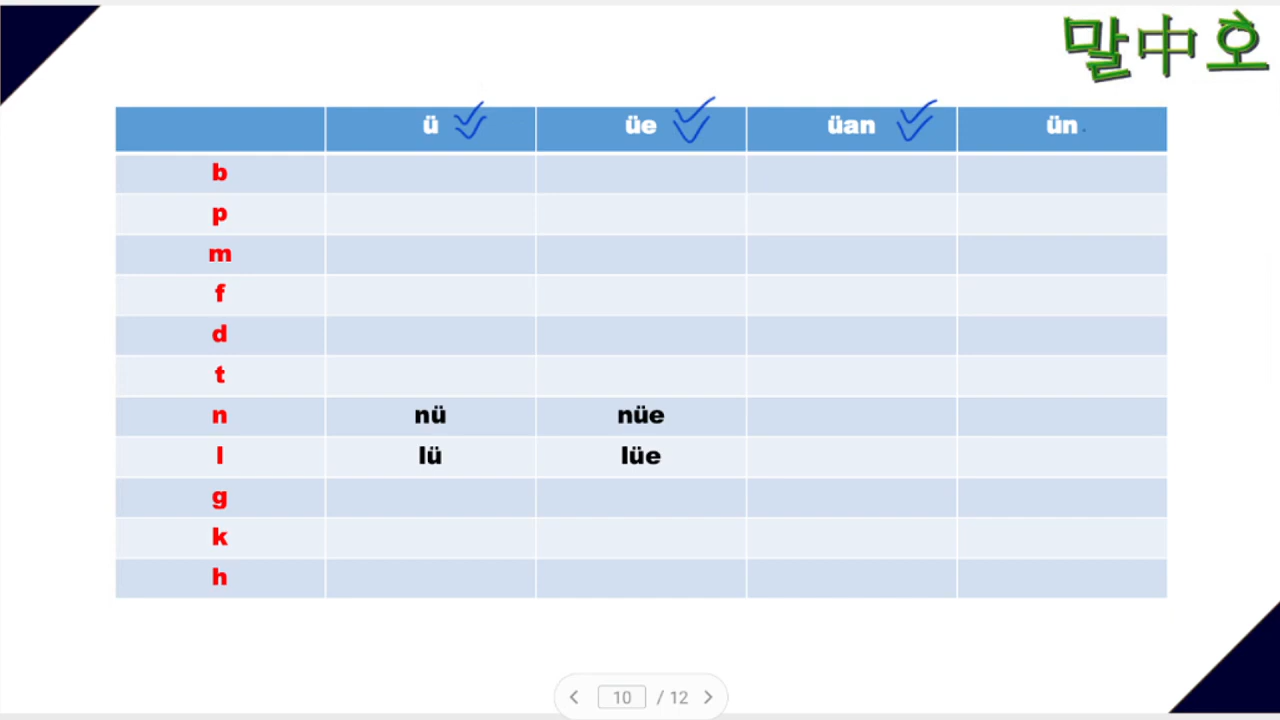 말中호
ü üe üan ün
b
p
m
f
d
t
n nü nüe
l lü lüe
g
k
h
10 / 12